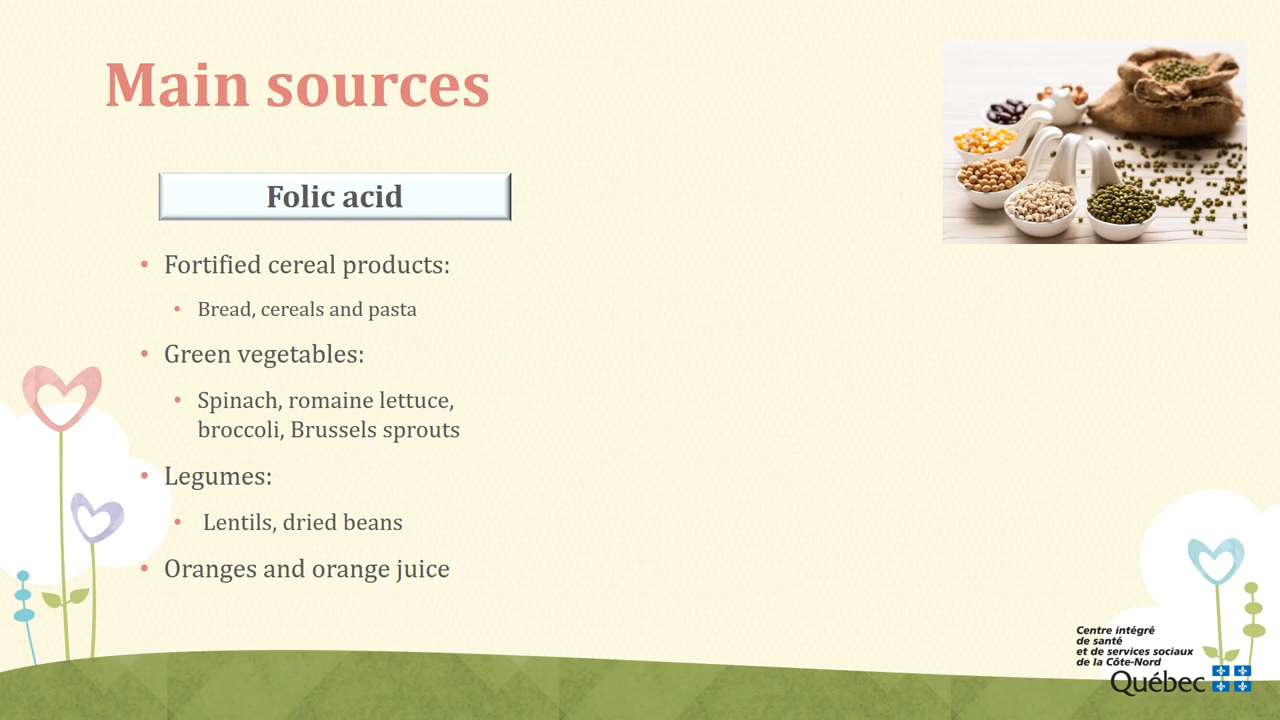 Main sources
Folic acid
• Fortified cereal products:
• Bread, cereals and pasta
• Green vegetables:
• Spinach, romaine lettuce,
broccoli, Brussels sprouts
• Legumes:
• Lentils, dried beans
• Oranges and orange juice
Centre intégré
de santé
et de services sociaux
de la Côte-Nord
Québec